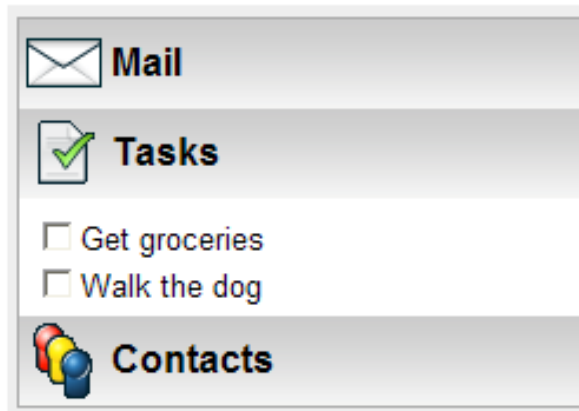 Mail
Tasks
Get groceries
Walk the dog
Contacts